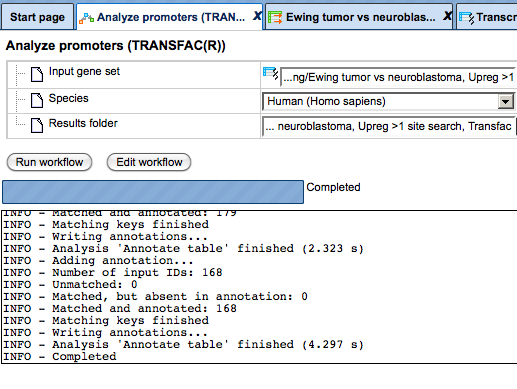 Start page
Analyze promoters (TRAN... X
Ewing tumor vs neuroblas... X
Transcr
Analyze promoters (TRANSFAC(R))
Input gene set ...ng/Ewing tumor vs neuroblastoma, Upreg >1
Species Human (Homo sapiens)
Results folder ... neuroblastoma, Upreg >1 site search, Transfac
Run workflow Edit workflow
Completed
INFO - Matched and annotated: 179
INFO - Matching keys finished
INFO - Writing annotations...
INFO - Analysis 'Annotate table' finished (2.323 s)
INFO - Adding annotation...
INFO - Number of input IDs: 168
INFO - Unmatched: 0
INFO - Matched, but absent in annotation: 0
INFO - Matched and annotated: 168
INFO - Matching keys finished
INFO - Writing annotations...
INFO - Analysis 'Annotate table' finished (4.297 s)
INFO - Completed